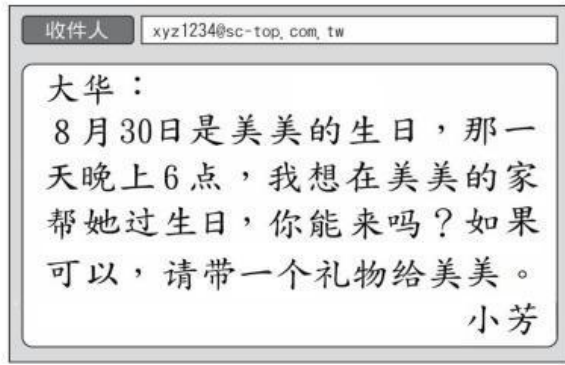 收件人 xyz1234@sc-top.com.tw
大华：
8月30日是美美的生日，那一
天晚上6点，我想在美美的家
帮她过生日，你能来吗？如果
可以，请带一个礼物给美美。
小芳